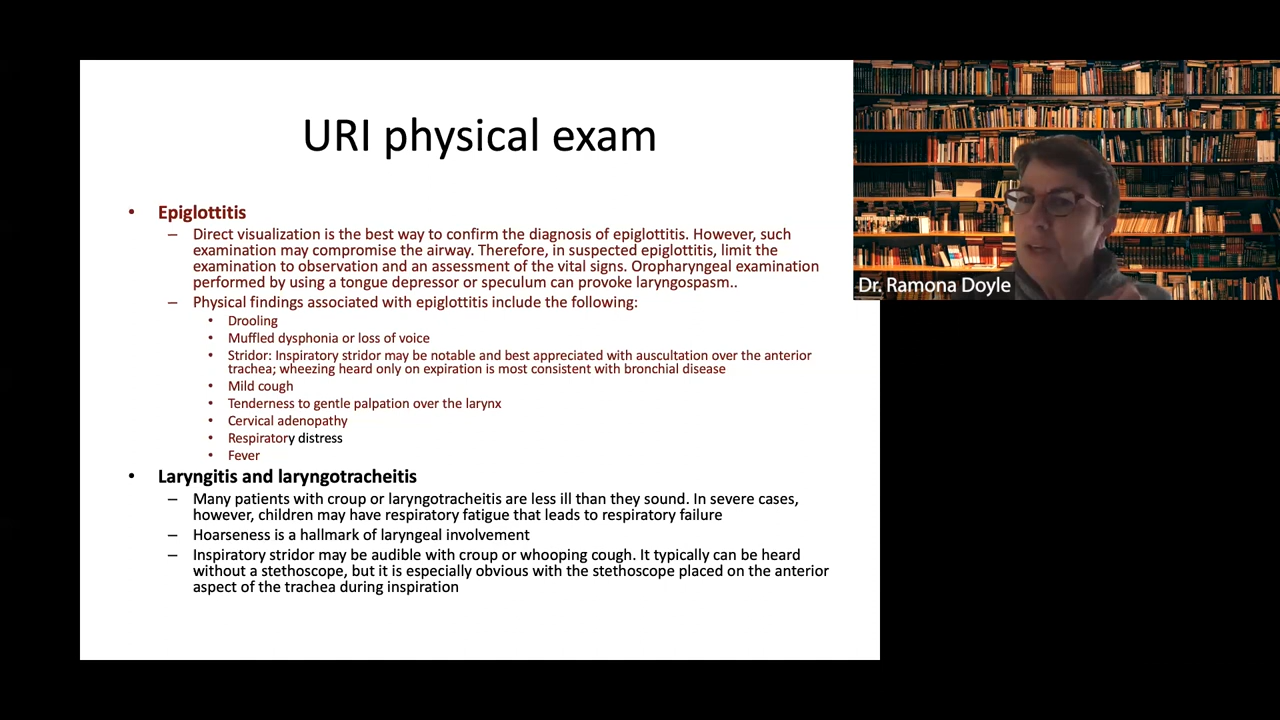 URI physical exam
• Epiglottitis
– Direct visualization is the best way to confirm the diagnosis of epiglottitis. However, such
examination may compromise the airway. Therefore, in suspected epiglottitis, limit the
examination to observation and an assessment of the vital signs. Oropharyngeal examination
performed by using a tongue depressor or speculum can provoke laryngospasm..
– Physical findings associated with epiglottitis include the following:
• Drooling
• Muffled dysphonia or loss of voice
• Stridor: Inspiratory stridor may be notable and best appreciated with auscultation over the anterior
trachea; wheezing heard only on expiration is most consistent with bronchial disease
• Mild cough
• Tenderness to gentle palpation over the larynx
• Cervical adenopathy
• Respiratory distress
• Fever
• Laryngitis and laryngotracheitis
– Many patients with croup or laryngotracheitis are less ill than they sound. In severe cases,
however, children may have respiratory fatigue that leads to respiratory failure
– Hoarseness is a hallmark of laryngeal involvement
– Inspiratory stridor may be audible with croup or whooping cough. It typically can be heard
without a stethoscope, but it is especially obvious with the stethoscope placed on the anterior
aspect of the trachea during inspiration
Dr. Ramona Doyle